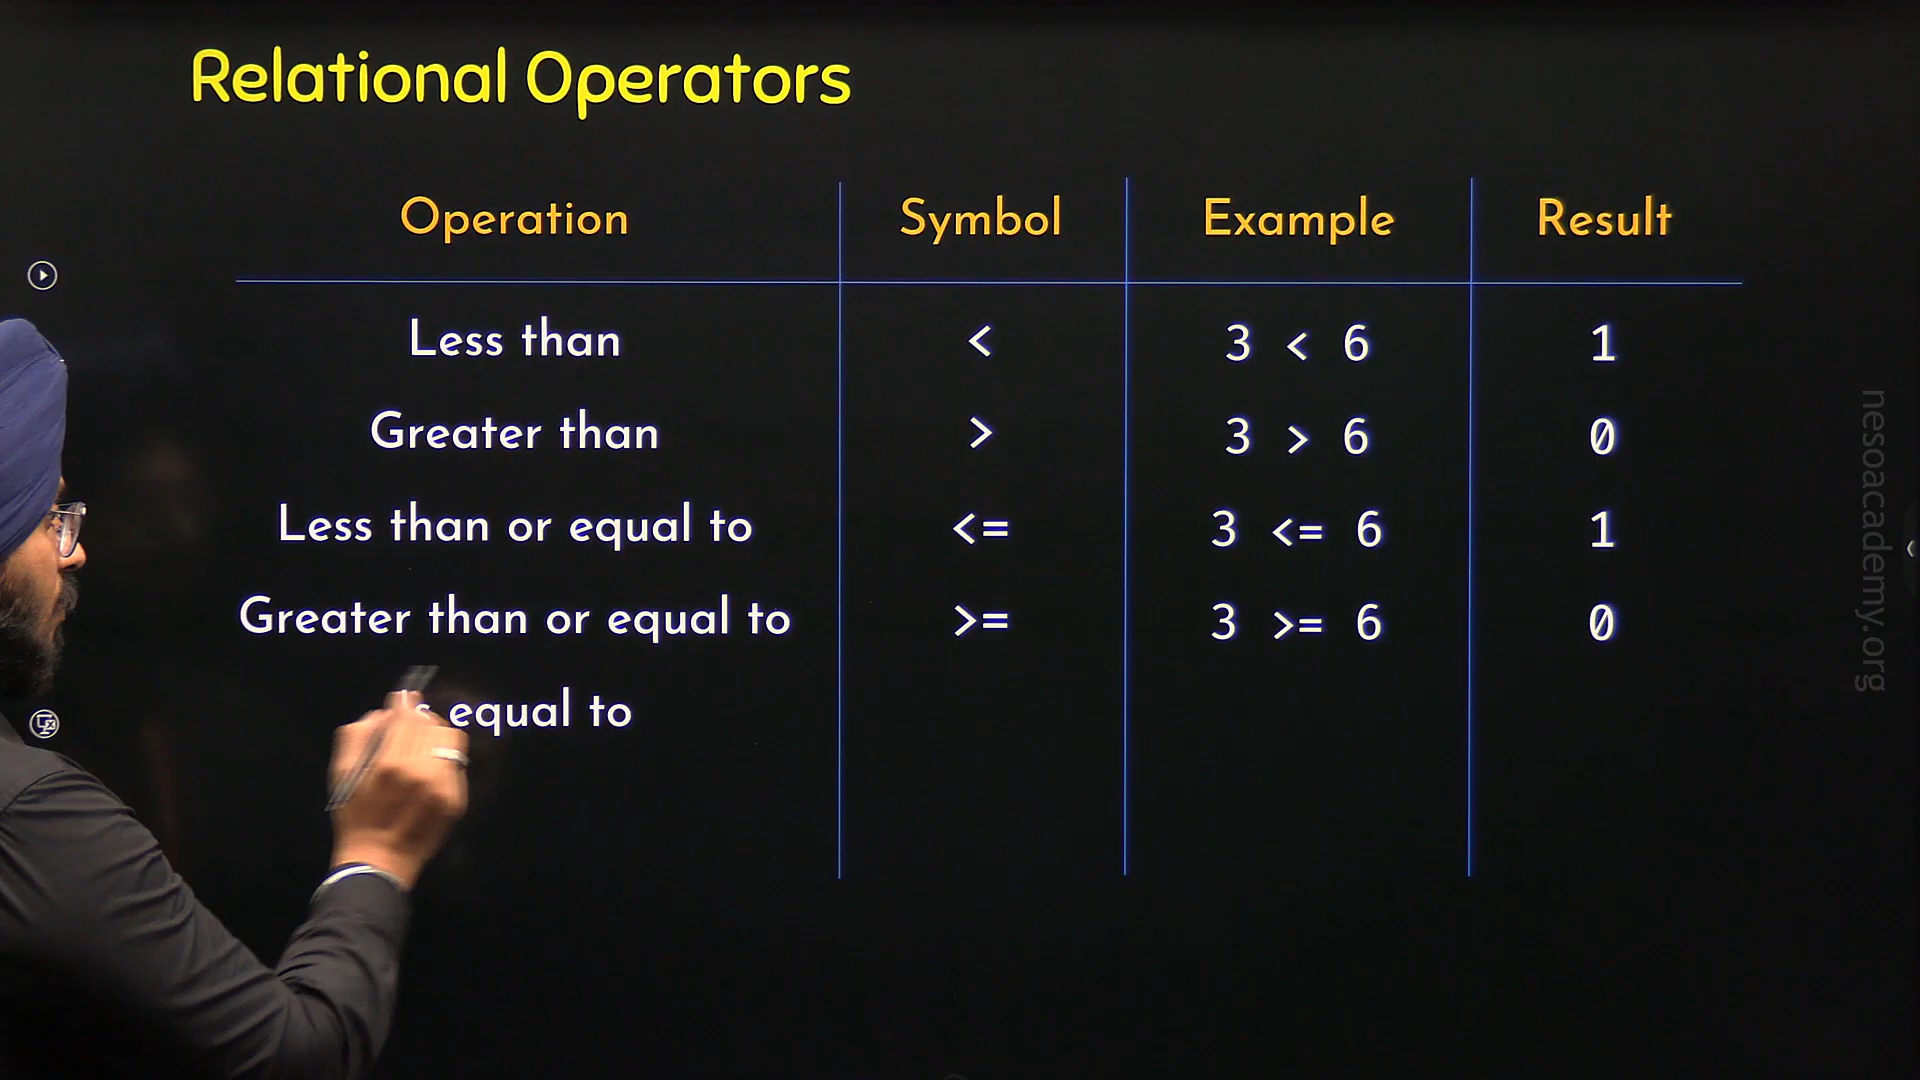 Relational Operators
Operation Symbol Example Result
Less than < 3 < 6 1
Greater than > 3 > 6 0
Less than or equal to <= 3 <= 6 1
Greater than or equal to >= 3 >= 6 0
equal to
nesoacademy.org